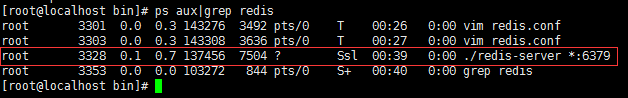 [root@localhost bin]# ps aux|grep redis
root      3301  0.0  0.3 143276  3492 pts/0    T    00:26   0:00 vim redis.conf
root      3303  0.0  0.3 143308  3636 pts/0    T    00:27   0:00 vim redis.conf
root      3328  0.1  0.7 137456  7504 ?        Ssl  00:39   0:00 ./redis-server *:6379
root      3353  0.0  0.0 103272   844 pts/0    S+   00:40   0:00 grep redis
[root@localhost bin]#